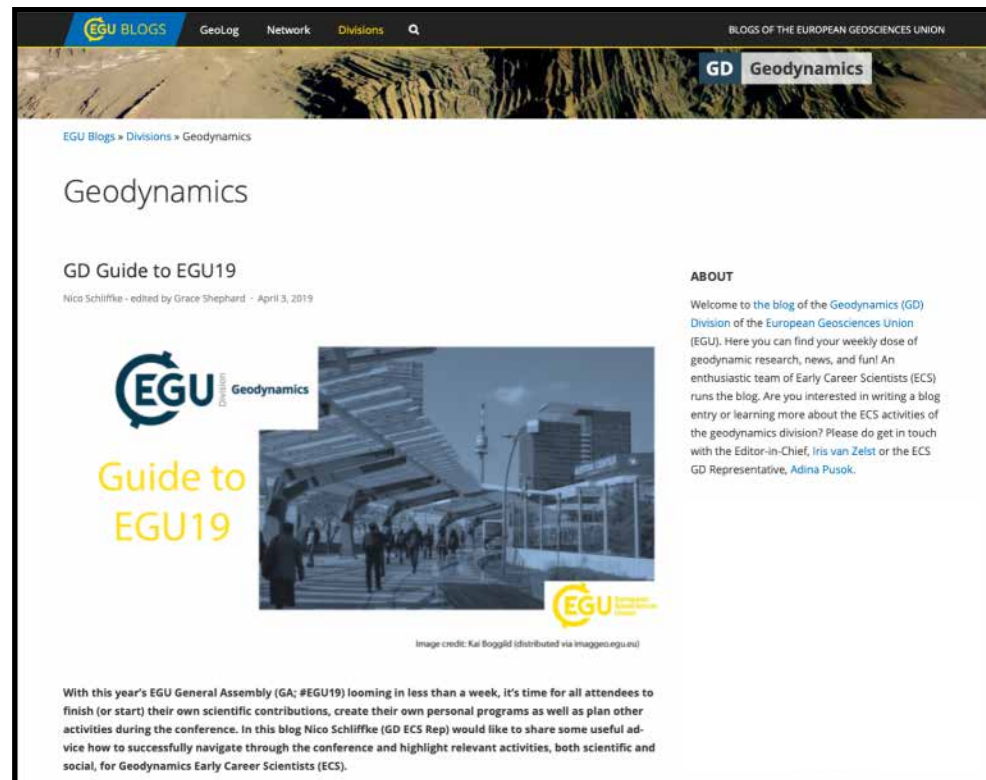 EGU BLOGS GeoLog Network Divisions BLOGS OF THE EUROPEAN GEOSCIENCES UNION
GD Geodynamics
EGU Blogs » Divisions » Geodynamics
Geodynamics
GD Guide to EGU19
Nico Schliffke - edited by Grace Shephard · April 3, 2019
EGU Division Geodynamics
Guide to
EGU19
EGU European
Geosciences
Union
Image credit: Kai Boggild (distributed via imaggeo.egu.eu)
With this year's EGU General Assembly (GA; #EGU19) looming in less than a week, it's time for all attendees to
finish (or start) their own scientific contributions, create their own personal programs as well as plan other
activities during the conference. In this blog Nico Schliffke (GD ECS Rep) would like to share some useful ad-
vice how to successfully navigate through the conference and highlight relevant activities, both scientific and
social, for Geodynamics Early Career Scientists (ECS).
ABOUT
Welcome to the blog of the Geodynamics (GD)
Division of the European Geosciences Union
(EGU). Here you can find your weekly dose of
geodynamic research, news, and fun! An
enthusiastic team of Early Career Scientists (ECS)
runs the blog. Are you interested in writing a blog
entry or learning more about the ECS activities of
the geodynamics division? Please do get in touch
with the Editor-in-Chief, Iris van Zelst or the ECS
GD Representative, Adina Pusok.